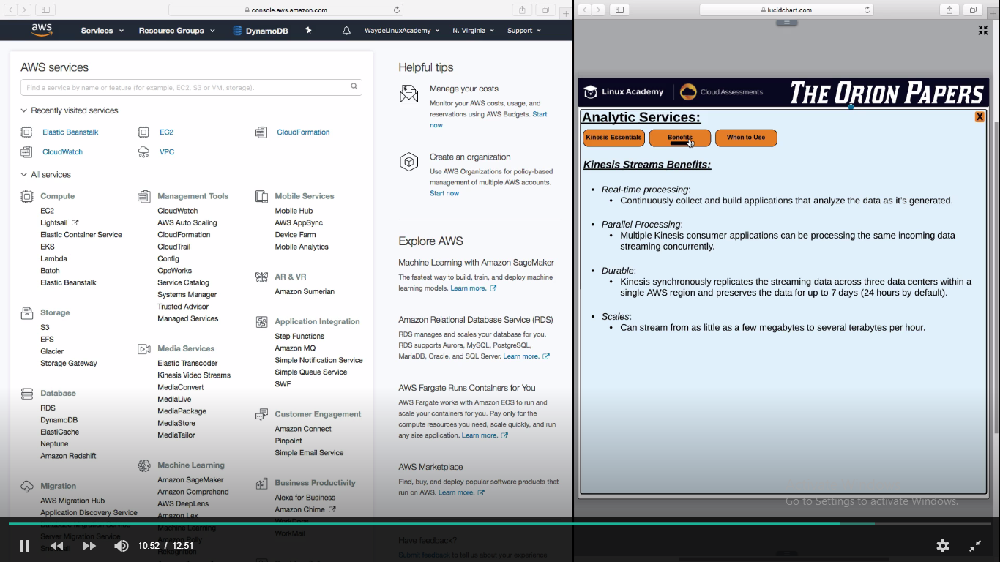 console.aws.amazon.com
aws
Services
Resource Groups
DynamoDB
WaydeLinuxAcademy
N. Virginia
Support
AWS services
Find a service by name or feature (for example, EC2, S3 or VM, storage).
Recently visited services
Elastic Beanstalk
EC2
CloudFormation
CloudWatch
VPC
All services
Compute
EC2
Lightsail
Elastic Container Service
EKS
Lambda
Batch
Elastic Beanstalk
Storage
S3
EFS
Glacier
Storage Gateway
Database
RDS
DynamoDB
ElastiCache
Neptune
Amazon Redshift
Migration
AWS Migration Hub
Application Discovery Service
Database Migration Service
Server Migration Service
Management Tools
CloudWatch
AWS Auto Scaling
CloudFormation
CloudTrail
Config
OpsWorks
Service Catalog
Systems Manager
Trusted Advisor
Managed Services
Media Services
Elastic Transcoder
Kinesis Video Streams
MediaConvert
MediaLive
MediaPackage
MediaStore
MediaTailor
Machine Learning
Amazon SageMaker
Amazon Comprehend
AWS DeepLens
Amazon Lex
Machine Learning
Amazon Polly
Rekognition
Mobile Services
Mobile Hub
AWS AppSync
Device Farm
Mobile Analytics
AR & VR
Amazon Sumerian
Application Integration
Step Functions
Amazon MQ
Simple Notification Service
Simple Queue Service
SWF
Customer Engagement
Amazon Connect
Pinpoint
Simple Email Service
Business Productivity
Alexa for Business
Amazon Chime
WorkDocs
WorkMail
Helpful tips
Manage your costs
Monitor your AWS costs, usage, and
reservations using AWS Budgets. Start
now
Create an organization
Use AWS Organizations for policy-based
management of multiple AWS accounts.
Start now
Explore AWS
Machine Learning with Amazon SageMaker
The fastest way to build, train, and deploy machine
learning models. Learn more.
Amazon Relational Database Service (RDS)
RDS manages and scales your database for you.
RDS supports Aurora, MySQL, PostgreSQL,
MariaDB, Oracle, and SQL Server. Learn more.
AWS Fargate Runs Containers for You
AWS Fargate works with Amazon ECS to run and
scale your containers for you. Pay only for the
compute resources you need, scale quickly, and run
any size application. Learn more.
AWS Marketplace
Find, buy, and deploy popular software products that
run on AWS. Learn more.
Have feedback?
Submit feedback to tell us about your experience
lucidchart.com
Linux Academy
Cloud Assessments
THE ORION PAPERS
Analytic Services:
X
Kinesis Essentials
Benefits
When to Use
Kinesis Streams Benefits:
• Real-time processing:
• Continuously collect and build applications that analyze the data as it's generated.
• Parallel Processing:
• Multiple Kinesis consumer applications can be processing the same incoming data
streaming concurrently.
• Durable:
• Kinesis synchronously replicates the streaming data across three data centers within a
single AWS region and preserves the data for up to 7 days (24 hours by default).
• Scales:
• Can stream from as little as a few megabytes to several terabytes per hour.
Go to Settings to activate Windows.
10:52 / 12:51